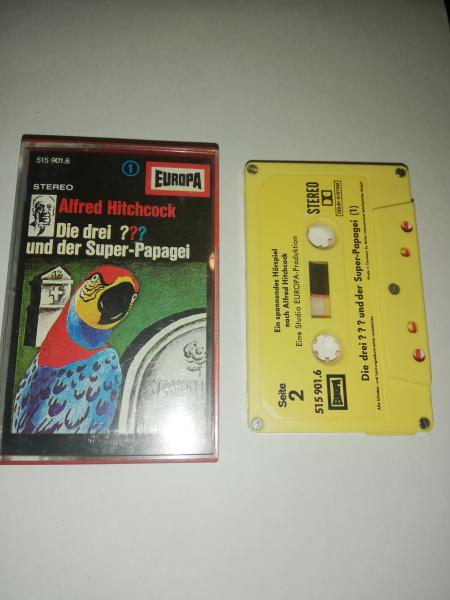 515 901.6
1
EUROPA
STEREO
Alfred Hitchcock
Die drei ???
und der Super-Papagei
STEREO
DOLBY SYSTEM
Ein spannendes Hörspiel
nach Alfred Hitchcock
Eine Studio EUROPA-Produktion
Seite
2
515 901.6
EUROPA
Die drei ? ? ? und der Super-Papagei (1)